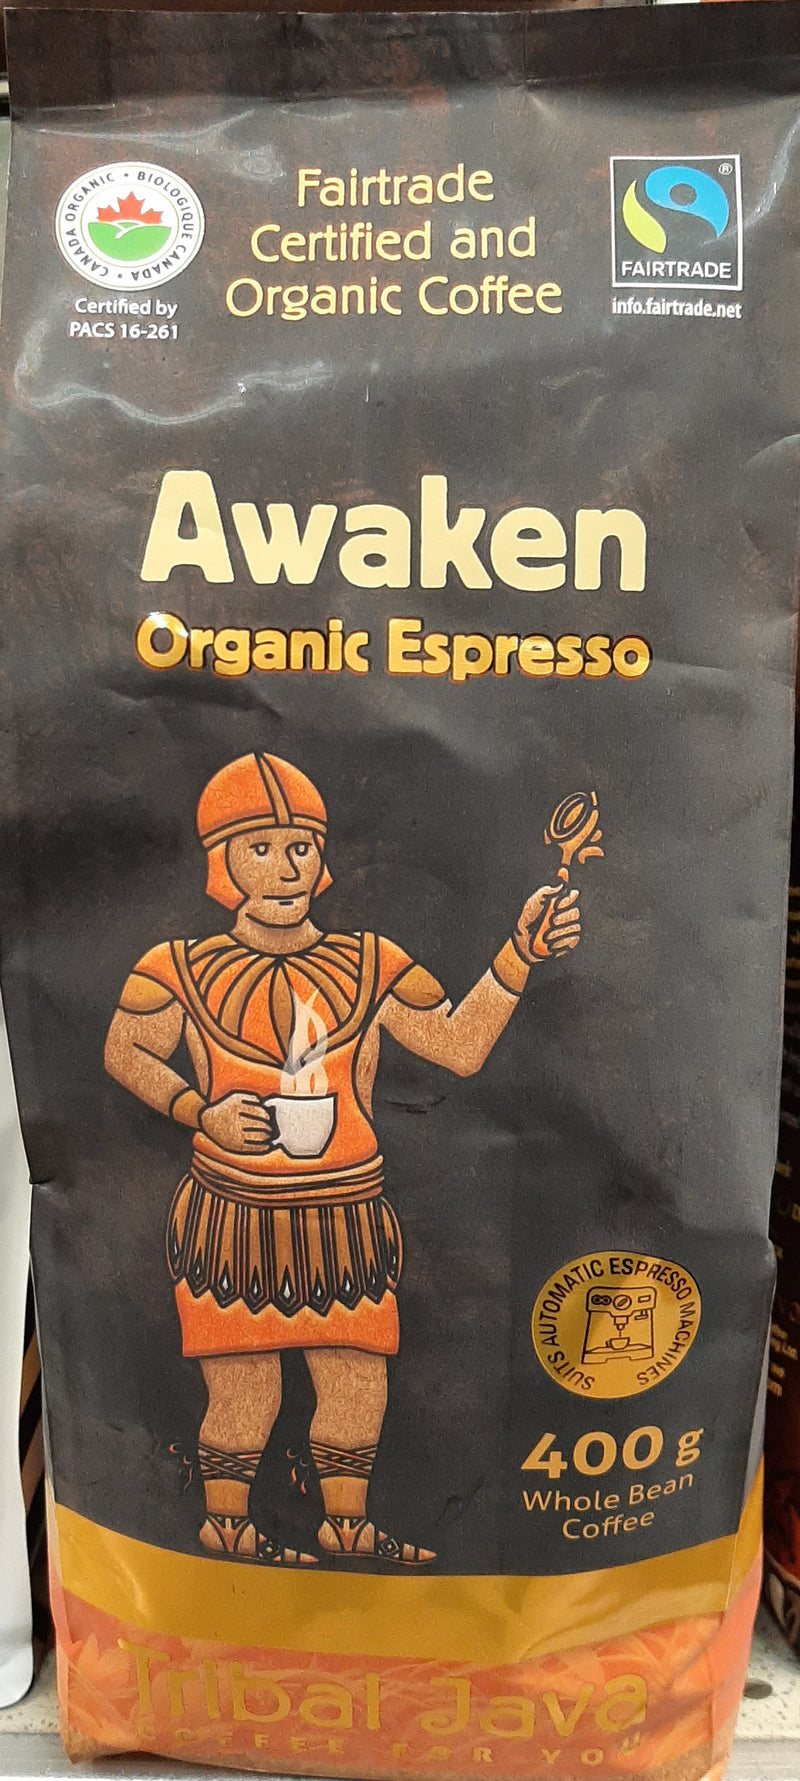 CANADA ORGANIC • BIOLOGIQUE CANADA •
Certified by
PACS 16-261
Fairtrade
Certified and
Organic Coffee
®
FAIRTRADE
info.fairtrade.net
Awaken
Organic Espresso
SUITS AUTOMATIC ESPRESSO MACHINES
400 g
Whole Bean
Coffee
Tribal Java
COFFEE FOR YOU